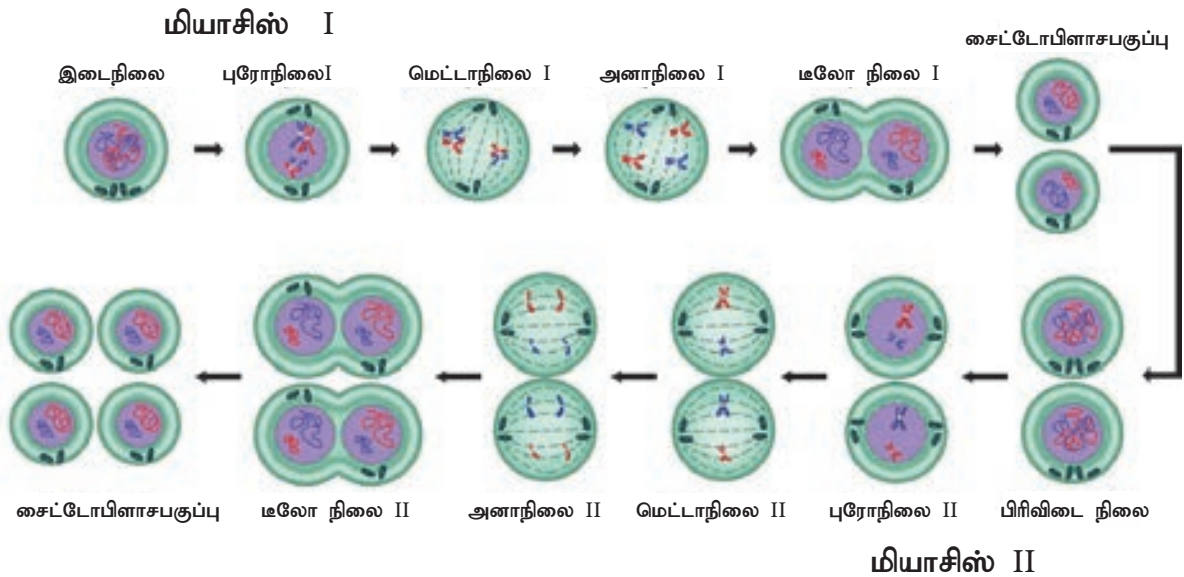 மியாசிஸ் I
சைட்டோபிளாசபகுப்பு
இடைநிலை புரோநிலைI மெட்டாநிலை I அனாநிலை I டீலோ நிலை I
சைட்டோபிளாசபகுப்பு டீலோ நிலை II அனாநிலை II மெட்டாநிலை II புரோநிலை II பிரிவிடை நிலை
மியாசிஸ் II